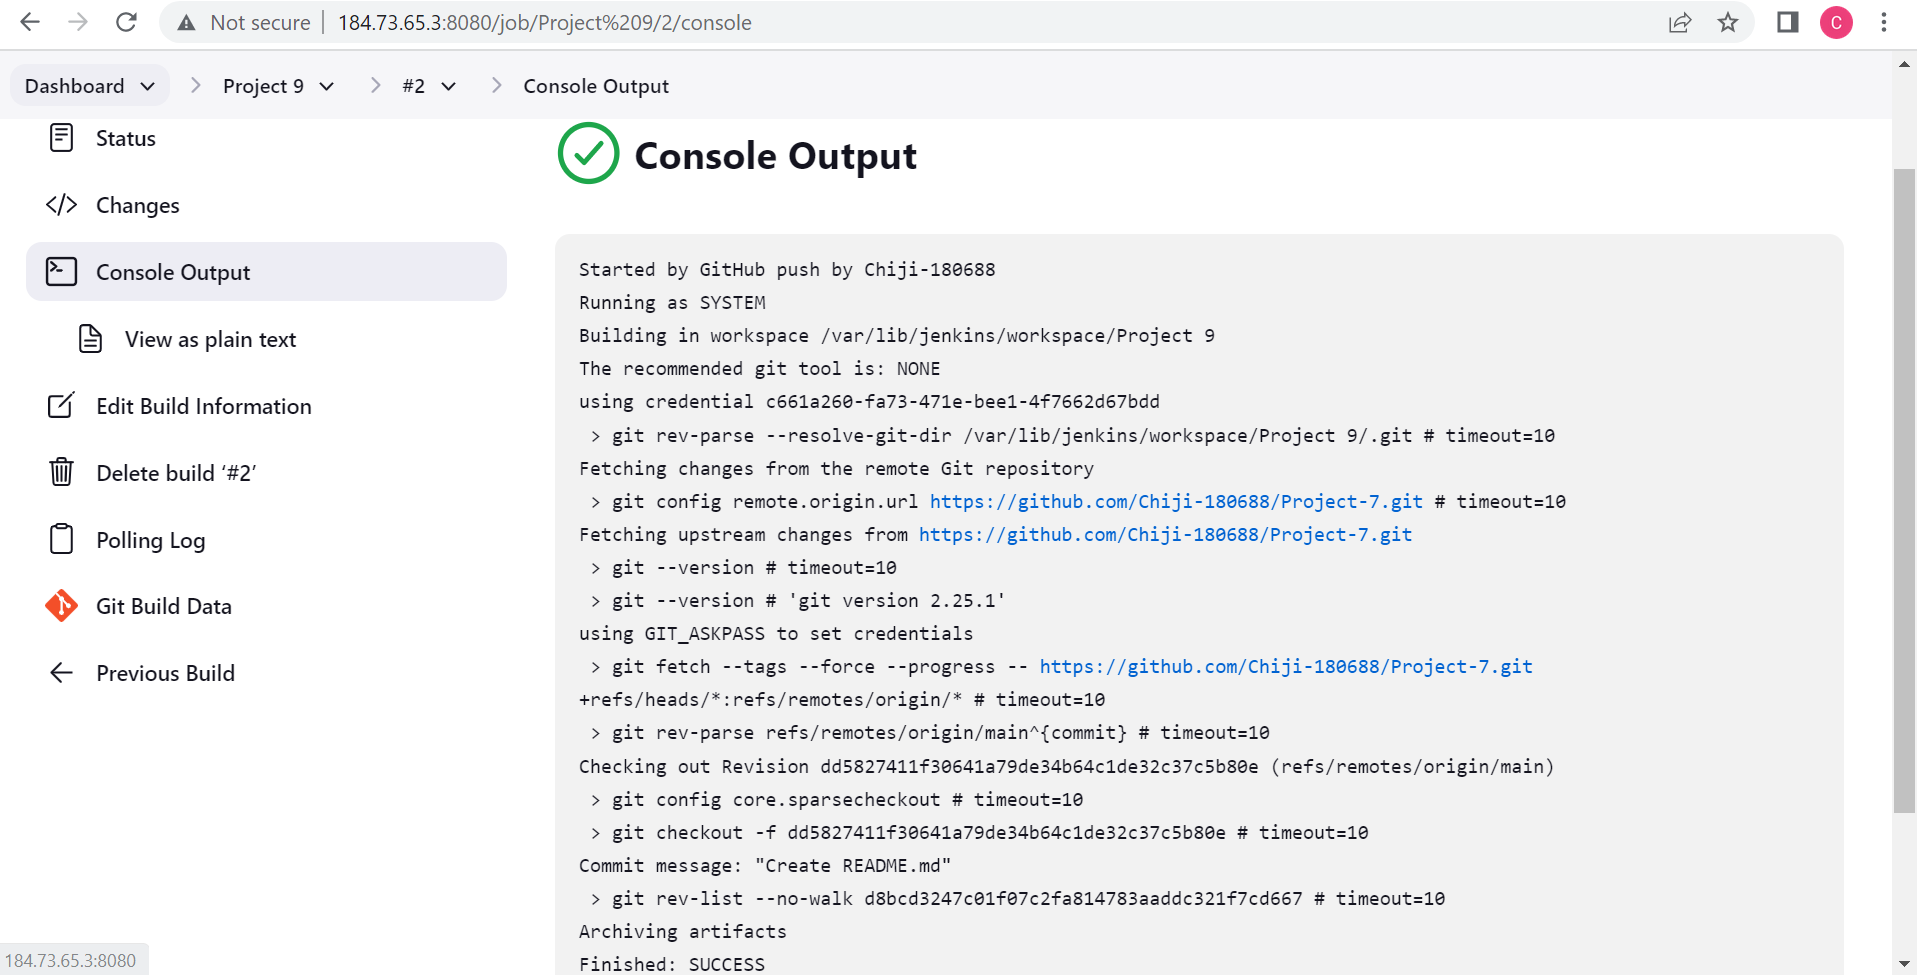 Not secure 184.73.65.3:8080/job/Project%209/2/console C
Dashboard Project 9 #2 Console Output
Status
Changes
Console Output
View as plain text
Edit Build Information
Delete build ‘#2’
Polling Log
Git Build Data
Previous Build
Console Output
Started by GitHub push by Chiji-180688
Running as SYSTEM
Building in workspace /var/lib/jenkins/workspace/Project 9
The recommended git tool is: NONE
using credential c661a260-fa73-471e-bee1-4f7662d67bdd
> git rev-parse --resolve-git-dir /var/lib/jenkins/workspace/Project 9/.git # timeout=10
Fetching changes from the remote Git repository
> git config remote.origin.url https://github.com/Chiji-180688/Project-7.git # timeout=10
Fetching upstream changes from https://github.com/Chiji-180688/Project-7.git
> git --version # timeout=10
> git --version # 'git version 2.25.1'
using GIT_ASKPASS to set credentials
> git fetch --tags --force --progress -- https://github.com/Chiji-180688/Project-7.git
+refs/heads/*:refs/remotes/origin/* # timeout=10
> git rev-parse refs/remotes/origin/main^{commit} # timeout=10
Checking out Revision dd5827411f30641a79de34b64c1de32c37c5b80e (refs/remotes/origin/main)
> git config core.sparsecheckout # timeout=10
> git checkout -f dd5827411f30641a79de34b64c1de32c37c5b80e # timeout=10
Commit message: "Create README.md"
> git rev-list --no-walk d8bcd3247c01f07c2fa814783aaddc321f7cd667 # timeout=10
Archiving artifacts
Finished: SUCCESS
184.73.65.3:8080